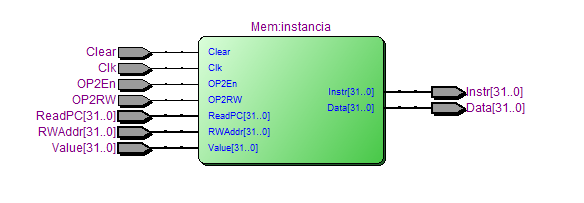 Mem:instancia
Clear
Clk
OP2En
OP2RW
ReadPC[31..0]
RWAddr[31..0]
Value[31..0]
Clear
Clk
OP2En
OP2RW
ReadPC[31..0]
RWAddr[31..0]
Value[31..0]
Instr[31..0]
Data[31..0]
Instr[31..0]
Data[31..0]